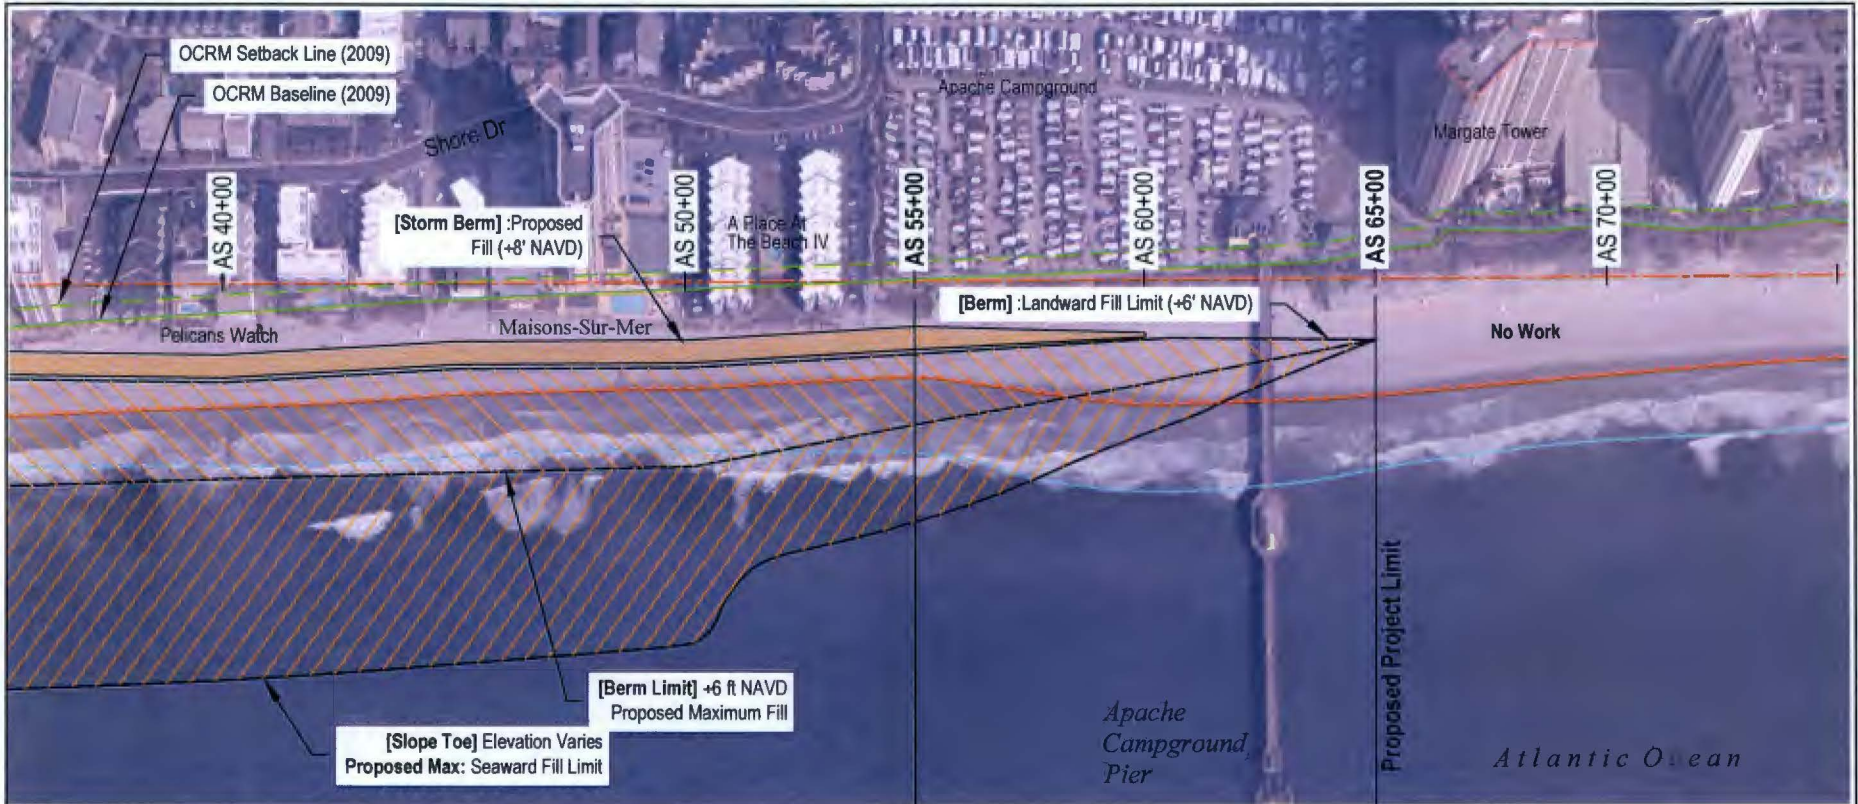 OCRM Setback Line (2009)
OCRM Baseline (2009)
Shore Dr
Apache Campground
Margate Tower
AS 40+00
AS 50+00
AS 55+00
AS 60+00
AS 65+00
AS 70+00
[Storm Berm] :Proposed
Fill (+8' NAVD)
A Place At
The Beach IV
[Berm] :Landward Fill Limit (+6' NAVD)
Pelicans Watch
Maisons-Sur-Mer
No Work
[Berm Limit] +6 ft NAVD
Proposed Maximum Fill
[Slope Toe] Elevation Varies
Proposed Max: Seaward Fill Limit
Apache
Campground
Pier
Proposed Project Limit
Atlantic Ocean